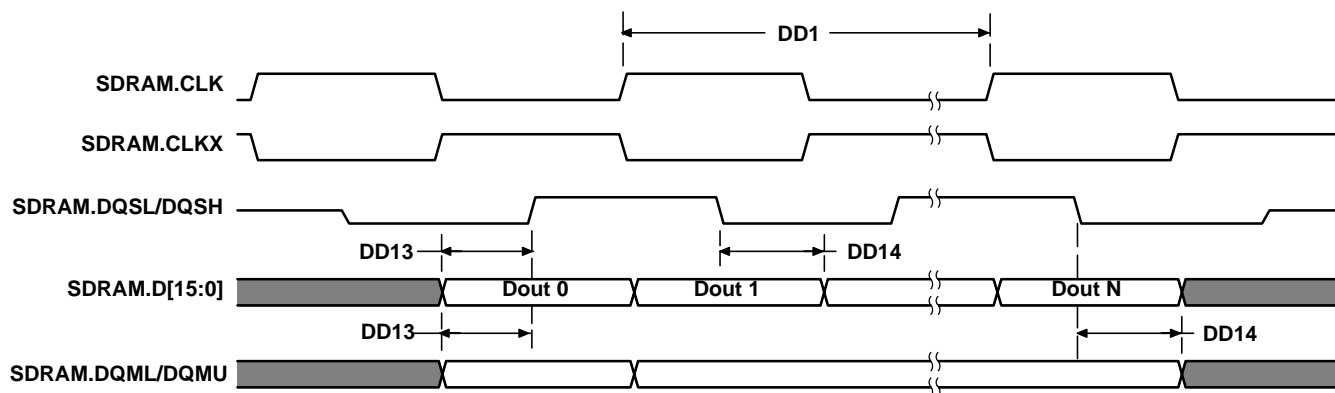 DD1
SDRAM.CLK
SDRAM.CLKX
SDRAM.DQSL/DQSH
DD13
DD14
SDRAM.D[15:0]
Dout 0
Dout 1
Dout N
DD13
DD14
SDRAM.DQML/DQMU